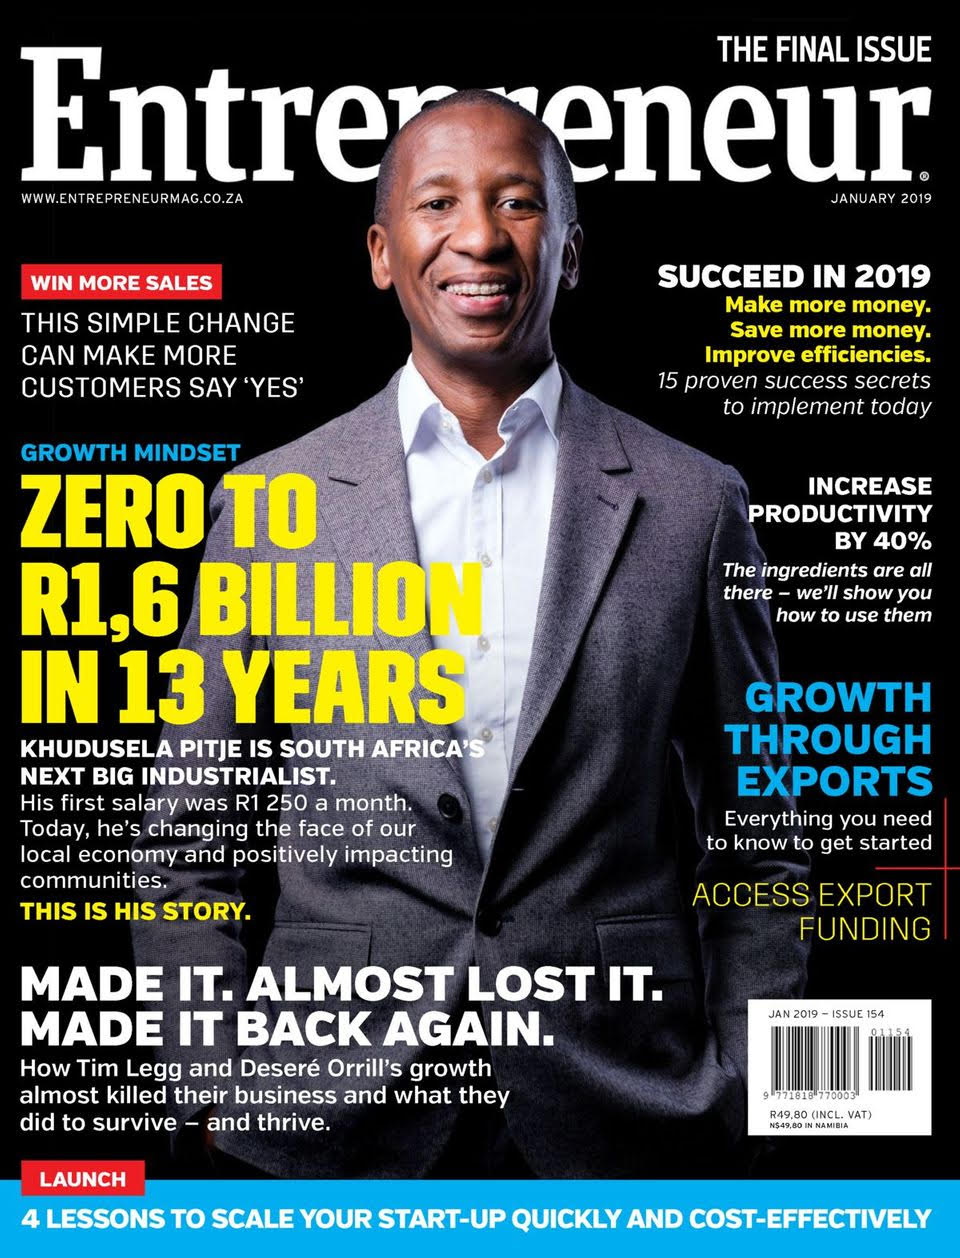 THE FINAL ISSUE
Entrepreneur®
WWW.ENTREPRENEURMAG.CO.ZA
JANUARY 2019
WIN MORE SALES
THIS SIMPLE CHANGE
CAN MAKE MORE
CUSTOMERS SAY ‘YES’
GROWTH MINDSET
ZERO TO
R1,6 BILLION
IN 13 YEARS
KHUDUSELA PITJE IS SOUTH AFRICA’S
NEXT BIG INDUSTRIALIST.
His first salary was R1 250 a month.
Today, he’s changing the face of our
local economy and positively impacting
communities.
THIS IS HIS STORY.
MADE IT. ALMOST LOST IT.
MADE IT BACK AGAIN.
How Tim Legg and Deseré Orrill’s growth
almost killed their business and what they
did to survive – and thrive.
SUCCEED IN 2019
Make more money.
Save more money.
Improve efficiencies.
15 proven success secrets
to implement today
INCREASE
PRODUCTIVITY
BY 40%
The ingredients are all
there – we’ll show you
how to use them
GROWTH
THROUGH
EXPORTS
Everything you need
to know to get started
ACCESS EXPORT
FUNDING
JAN 2019 – ISSUE 154
01154
9 771818 770003
R49,80 (INCL. VAT)
N$49,80 IN NAMIBIA
LAUNCH
4 LESSONS TO SCALE YOUR START-UP QUICKLY AND COST-EFFECTIVELY